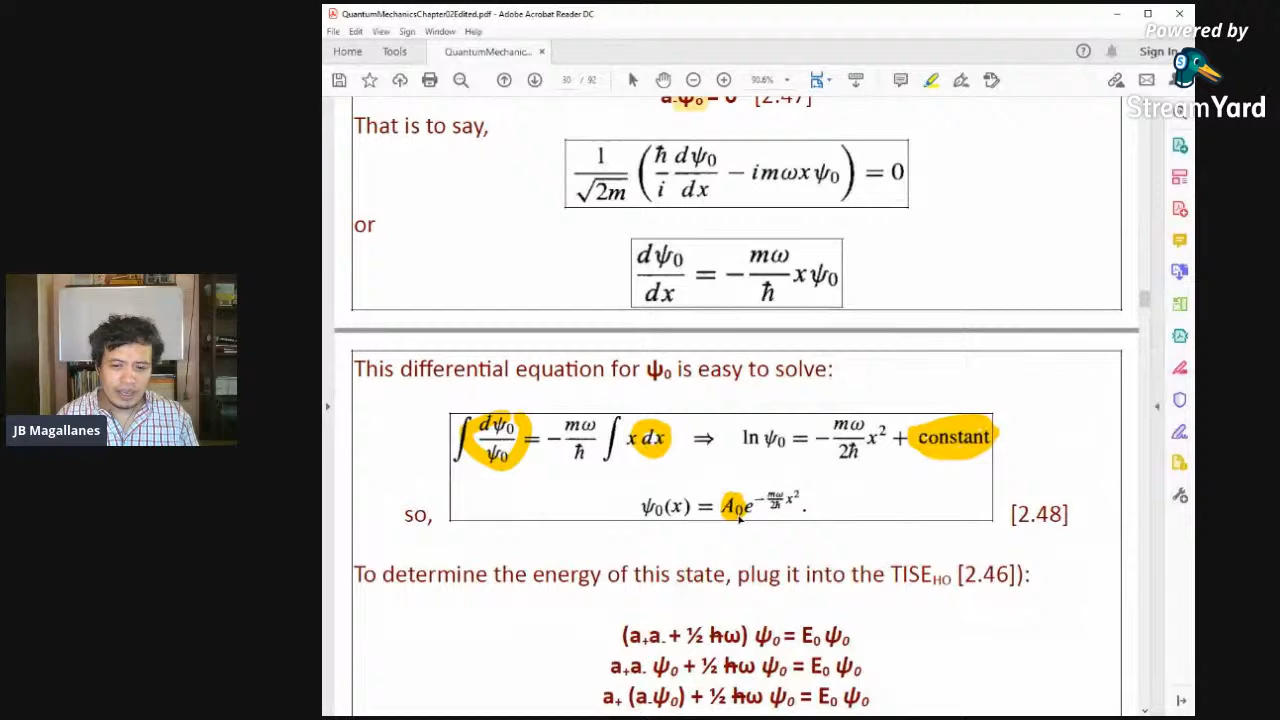 QuantumMechanicsChapter02Edited.pdf - Adobe Acrobat Reader DC
File Edit View Sign Window Help
Home Tools QuantumMechanic... × Sign In
30 / 92 90.6%
Powered by
StreamYard
a-ψ₀ = 0 [2.47]
That is to say,
1/√2m (ħ/i dψ₀/dx − imωxψ₀) = 0
or
dψ₀/dx = − mω/ħ xψ₀
This differential equation for ψ₀ is easy to solve:
∫ dψ₀/ψ₀ = − mω/ħ ∫ x dx ⇒ ln ψ₀ = − mω/2ħ x² + constant
so, ψ₀(x) = A₀e^(−mω/2ħ x²). [2.48]
To determine the energy of this state, plug it into the TISE_HO [2.46]):
(a₊a- + ½ ħω) ψ₀ = E₀ ψ₀
a₊a- ψ₀ + ½ ħω ψ₀ = E₀ ψ₀
a₊ (a-ψ₀) + ½ ħω ψ₀ = E₀ ψ₀
JB Magallanes